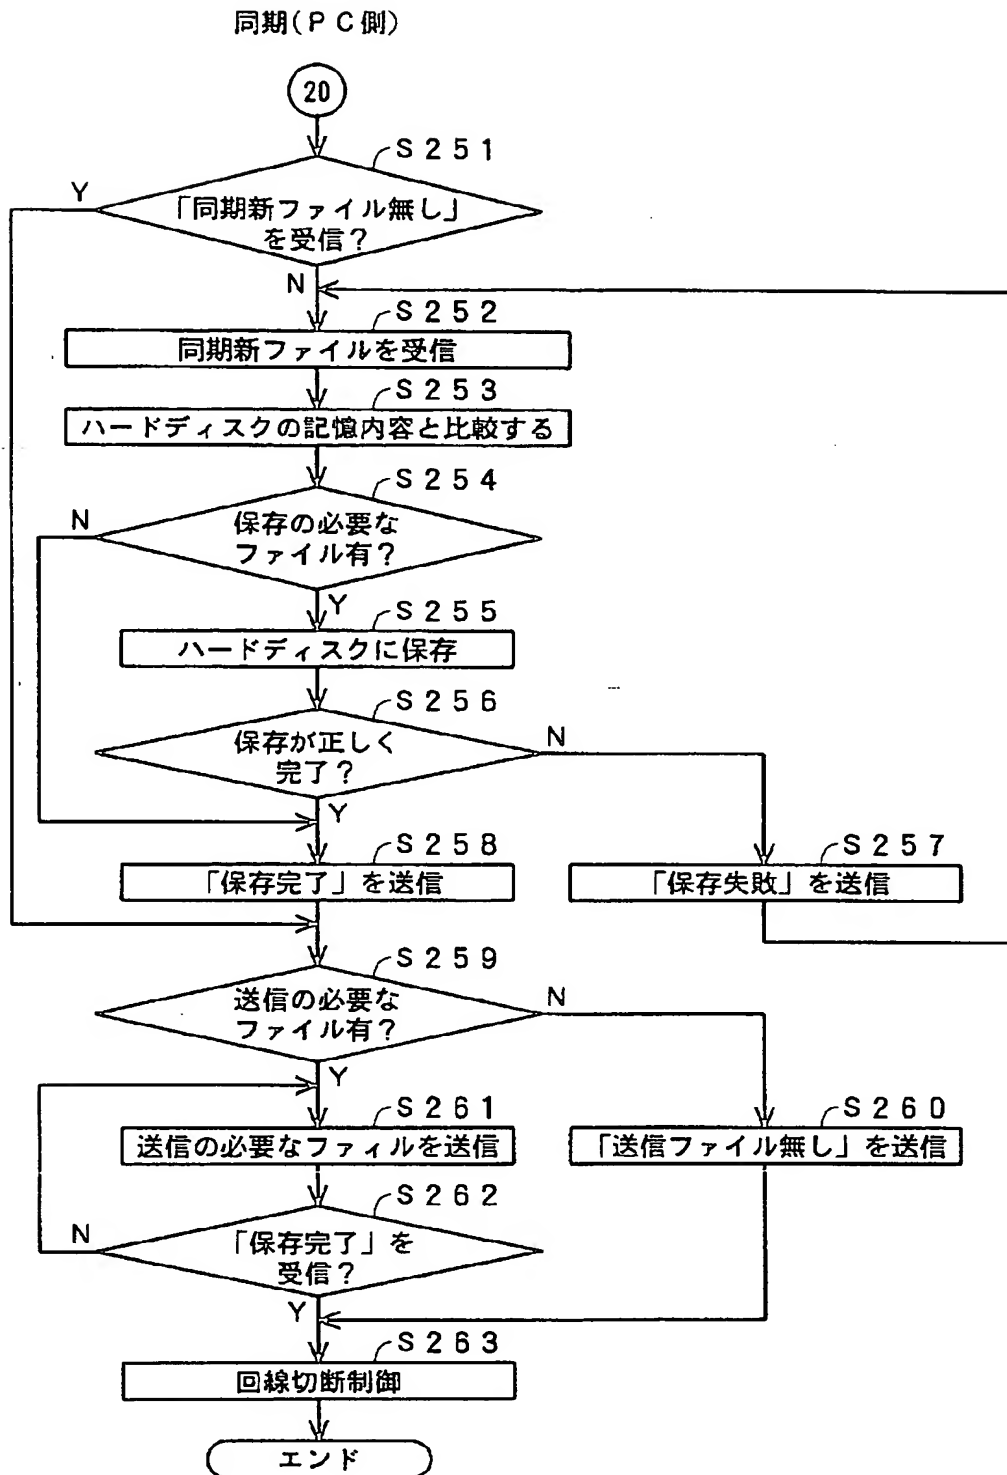 同期(PC側)
20
S251
Y
「同期新ファイル無し」
を受信?
N
S252
同期新ファイルを受信
S253
ハードディスクの記憶内容と比較する
S254
N
保存の必要な
ファイル有?
Y
S255
ハードディスクに保存
S256
保存が正しく
完了?
N
Y
S258
「保存完了」を送信
S257
「保存失敗」を送信
S259
送信の必要な
ファイル有?
N
Y
S261
送信の必要なファィルを送信
S260
「送信ファイル無し」を送信
S262
N
「保存完了」を
受信?
Y
S263
回線切断制御
エンド